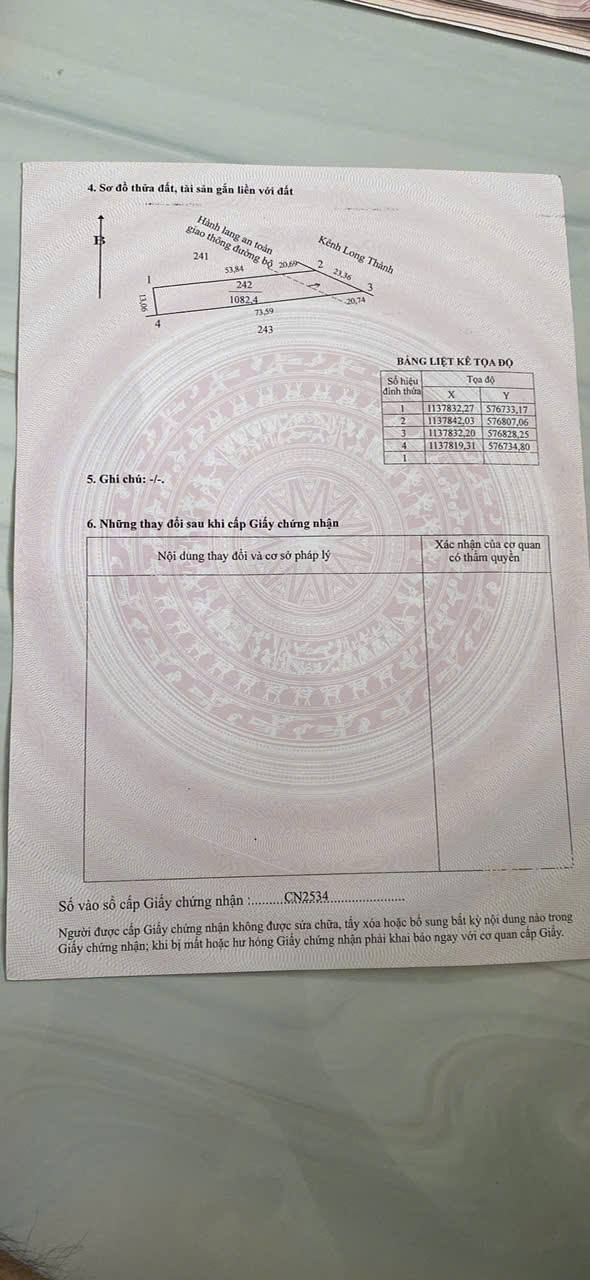 4. Sơ đồ thửa đất, tài sản gắn liền với đất
B
Hành lang an toàn
giao thông đường bộ
Kênh Long Thành
241
53,84
20,69
2
23,36
3
1
242
1082,4
13,06
20,74
73,59
4
243
BẢNG LIỆT KÊ TỌA ĐỘ
Số hiệu đỉnh thửa
Tọa độ
X Y
1 1137832,27 576733,17
2 1137842,03 576807,06
3 1137832,20 576828,25
4 1137819,31 576734,80
1
5. Ghi chú: -/-.
6. Những thay đổi sau khi cấp Giấy chứng nhận
Nội dung thay đổi và cơ sở pháp lý
Xác nhận của cơ quan
có thẩm quyền
Số vào sổ cấp Giấy chứng nhận :.........CN2534....................
Người được cấp Giấy chứng nhận không được sửa chữa, tẩy xóa hoặc bổ sung bất kỳ nội dung nào trong
Giấy chứng nhận; khi bị mất hoặc hư hỏng Giấy chứng nhận phải khai báo ngay với cơ quan cấp Giấy.